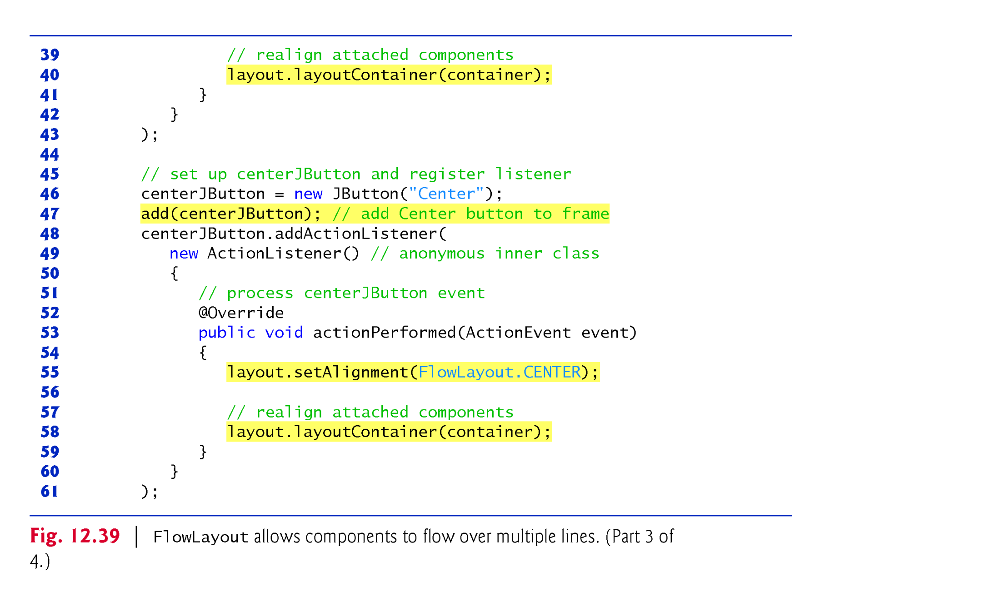 39 // realign attached components
40 layout.layoutContainer(container);
41 }
42 }
43 );
44
45 // set up centerJButton and register listener
46 centerJButton = new JButton("Center");
47 add(centerJButton); // add Center button to frame
48 centerJButton.addActionListener(
49 new ActionListener() // anonymous inner class
50 {
51 // process centerJButton event
52 @Override
53 public void actionPerformed(ActionEvent event)
54 {
55 layout.setAlignment(FlowLayout.CENTER);
56
57 // realign attached components
58 layout.layoutContainer(container);
59 }
60 }
61 );
Fig. 12.39 | FlowLayout allows components to flow over multiple lines. (Part 3 of
4.)